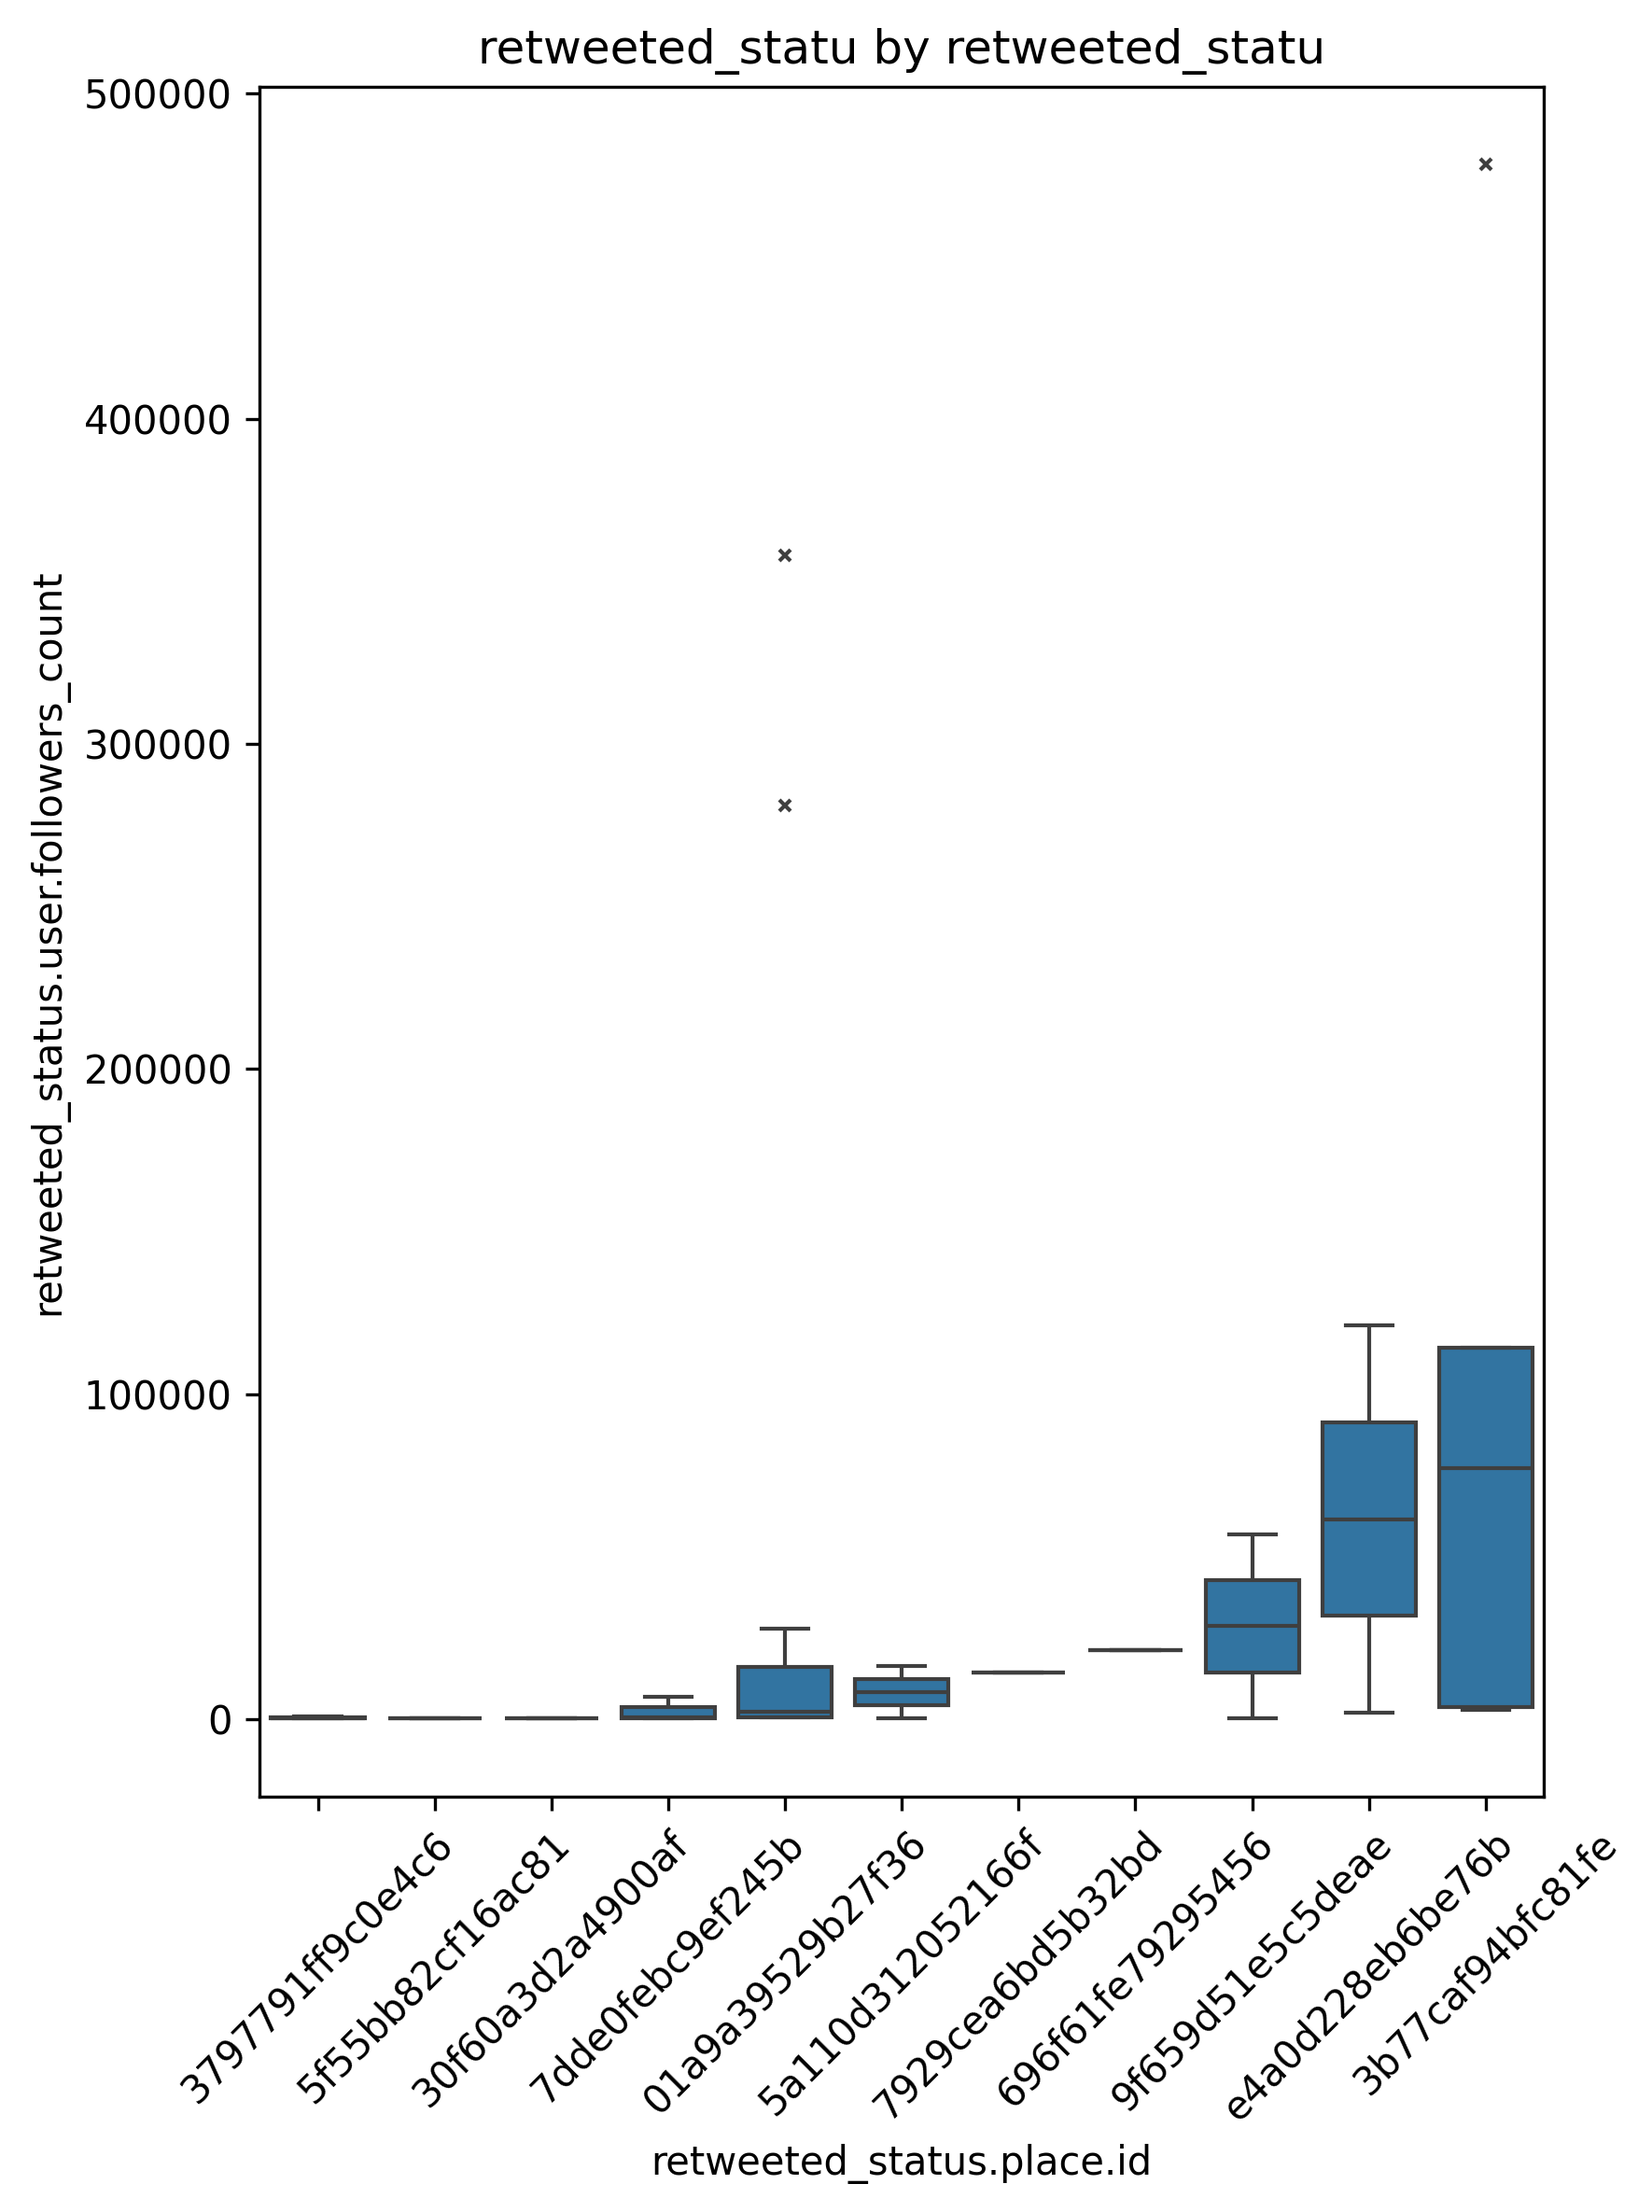 retweeted_statu by retweeted_statu
500000
400000
300000
200000
100000
0
retweeted_status.user.followers_count
3797791ff9c0e4c6
5f55bb82cf16ac81
30f60a3d2a4900af
7dde0febc9ef245b
01a9a39529b27f36
5a110d312052166f
7929cea6bd5b32bd
696f61fe79295456
9f659d51e5c5deae
e4a0d228eb6be76b
3b77caf94bfc81fe
retweeted_status.place.id